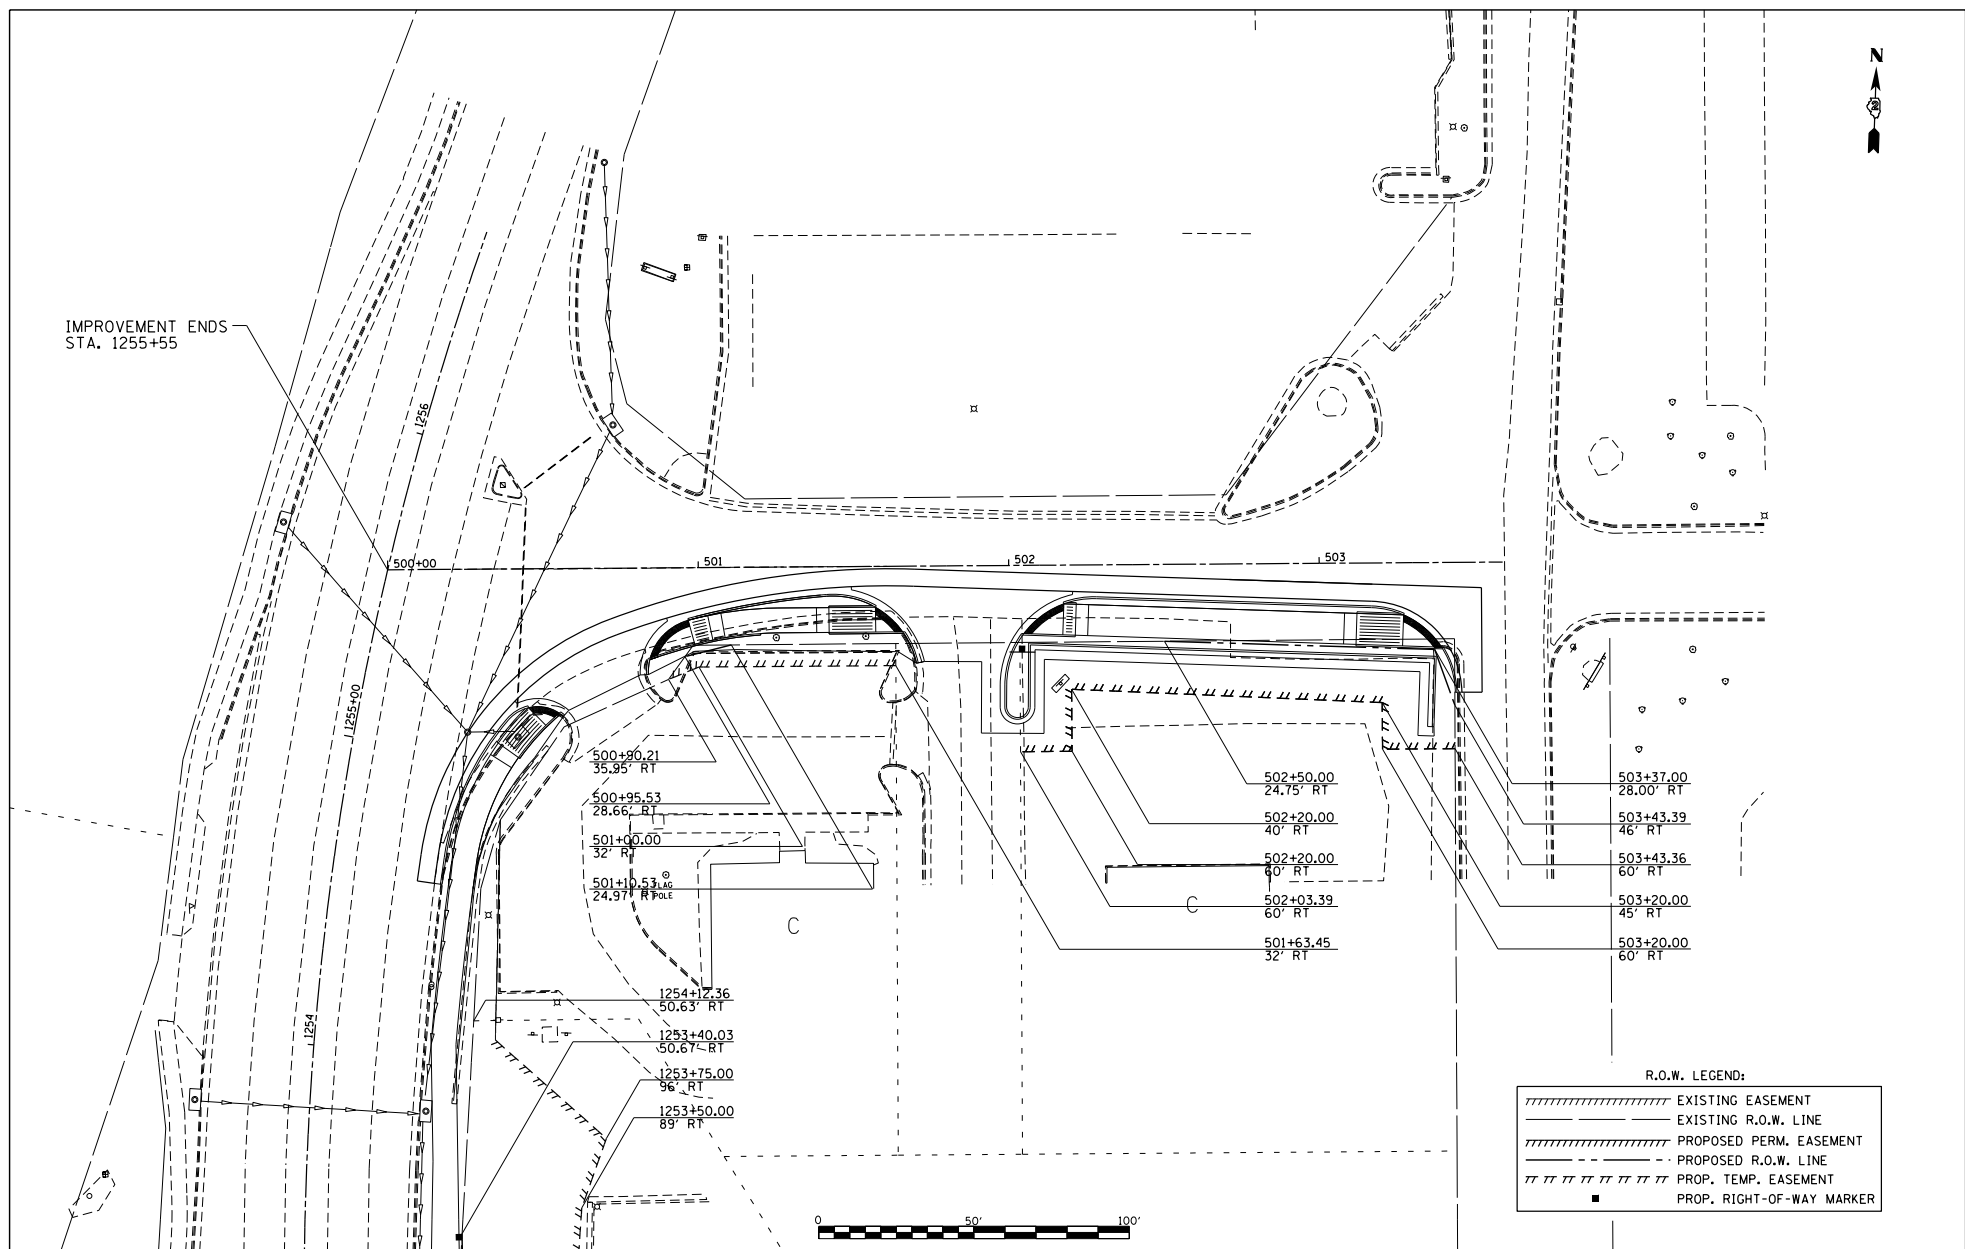 N
2
IMPROVEMENT ENDS
STA. 1255+55
1256
500+00
501
502
503
1255+00
1254
500+90.21
35.95' RT
500+95.53
28.66' RT
501+00.00
32' RT
501+10.53
24.97' RT
FLAG
POLE
C
C
502+50.00
24.75' RT
502+20.00
40' RT
502+20.00
60' RT
502+03.39
60' RT
501+63.45
32' RT
503+37.00
28.00' RT
503+43.39
46' RT
503+43.36
60' RT
503+20.00
45' RT
503+20.00
60' RT
1254+12.36
50.63' RT
1253+40.03
50.67' RT
1253+75.00
96' RT
1253+50.00
89' RT
0 50' 100'
R.O.W. LEGEND:
EXISTING EASEMENT
EXISTING R.O.W. LINE
PROPOSED PERM. EASEMENT
PROPOSED R.O.W. LINE
PROP. TEMP. EASEMENT
PROP. RIGHT-OF-WAY MARKER